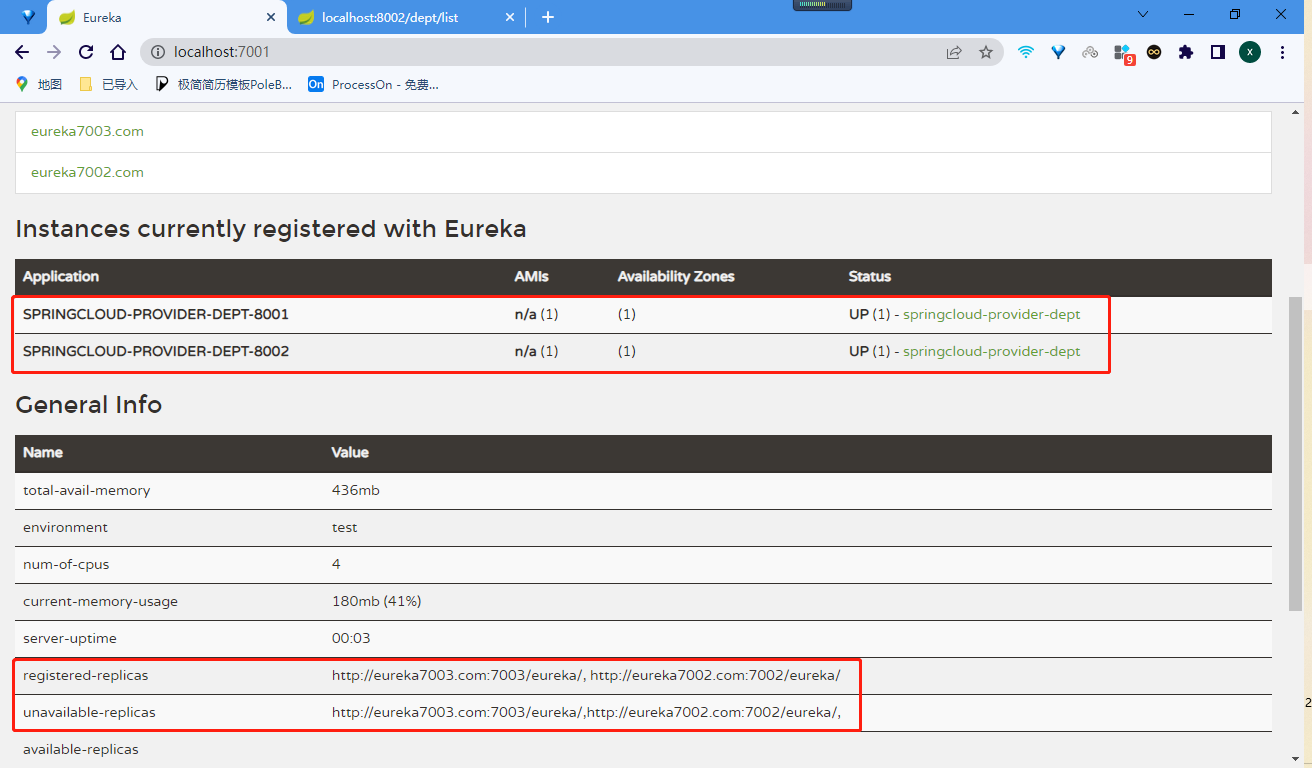 Eureka
localhost:8002/dept/list
localhost:7001
9
X
地图
已导入
极简简历模板PoleB...
On
ProcessOn - 免费...
eureka7003.com
eureka7002.com
Instances currently registered with Eureka
Application AMIs Availability Zones Status
SPRINGCLOUD-PROVIDER-DEPT-8001 n/a (1) (1) UP (1) - springcloud-provider-dept
SPRINGCLOUD-PROVIDER-DEPT-8002 n/a (1) (1) UP (1) - springcloud-provider-dept
General Info
Name Value
total-avail-memory 436mb
environment test
num-of-cpus 4
current-memory-usage 180mb (41%)
server-uptime 00:03
registered-replicas http://eureka7003.com:7003/eureka/, http://eureka7002.com:7002/eureka/
unavailable-replicas http://eureka7003.com:7003/eureka/,http://eureka7002.com:7002/eureka/,
2
available-replicas